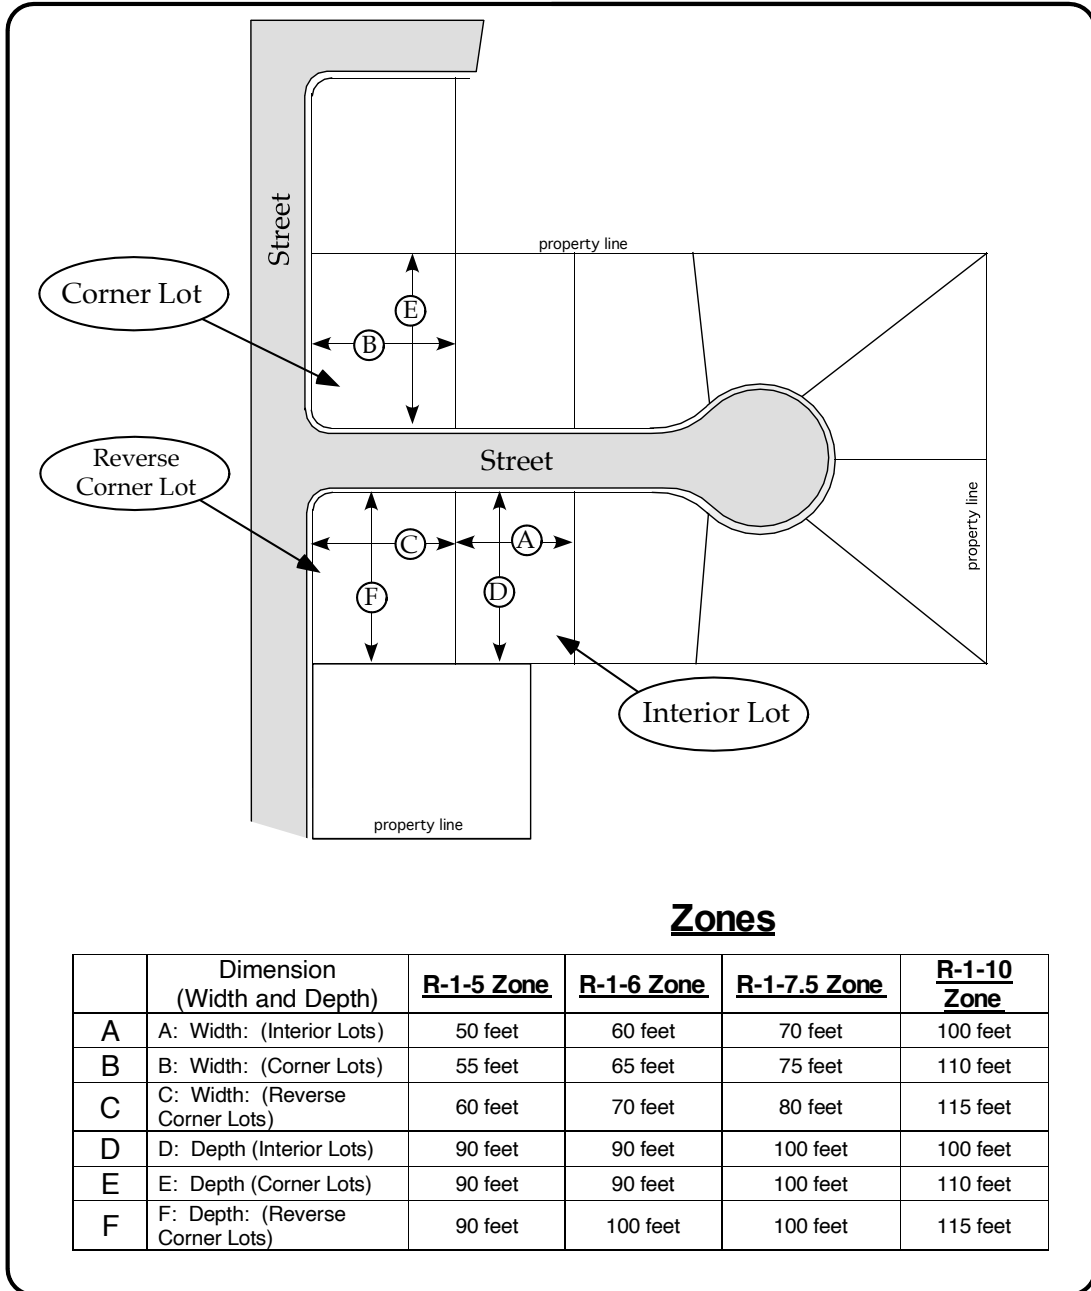 Street
property line
Corner Lot
E
B
Reverse
Corner Lot
Street
property line
C
A
F
D
Interior Lot
property line
Zones
Dimension
(Width and Depth)
R-1-5 Zone
R-1-6 Zone
R-1-7.5 Zone
R-1-10
Zone
A A: Width: (Interior Lots) 50 feet 60 feet 70 feet 100 feet
B B: Width: (Corner Lots) 55 feet 65 feet 75 feet 110 feet
C C: Width: (Reverse
Corner Lots) 60 feet 70 feet 80 feet 115 feet
D D: Depth (Interior Lots) 90 feet 90 feet 100 feet 100 feet
E E: Depth (Corner Lots) 90 feet 90 feet 100 feet 110 feet
F F: Depth: (Reverse
Corner Lots) 90 feet 100 feet 100 feet 115 feet